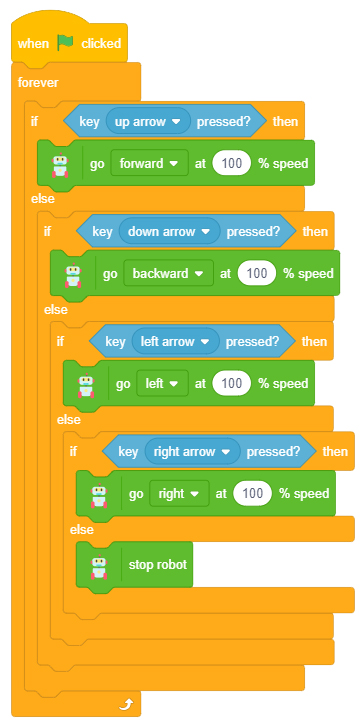 when clicked
forever
if key up arrow pressed? then
go forward at 100 % speed
else
if key down arrow pressed? then
go backward at 100 % speed
else
if key left arrow pressed? then
go left at 100 % speed
else
if key right arrow pressed? then
go right at 100 % speed
else
stop robot